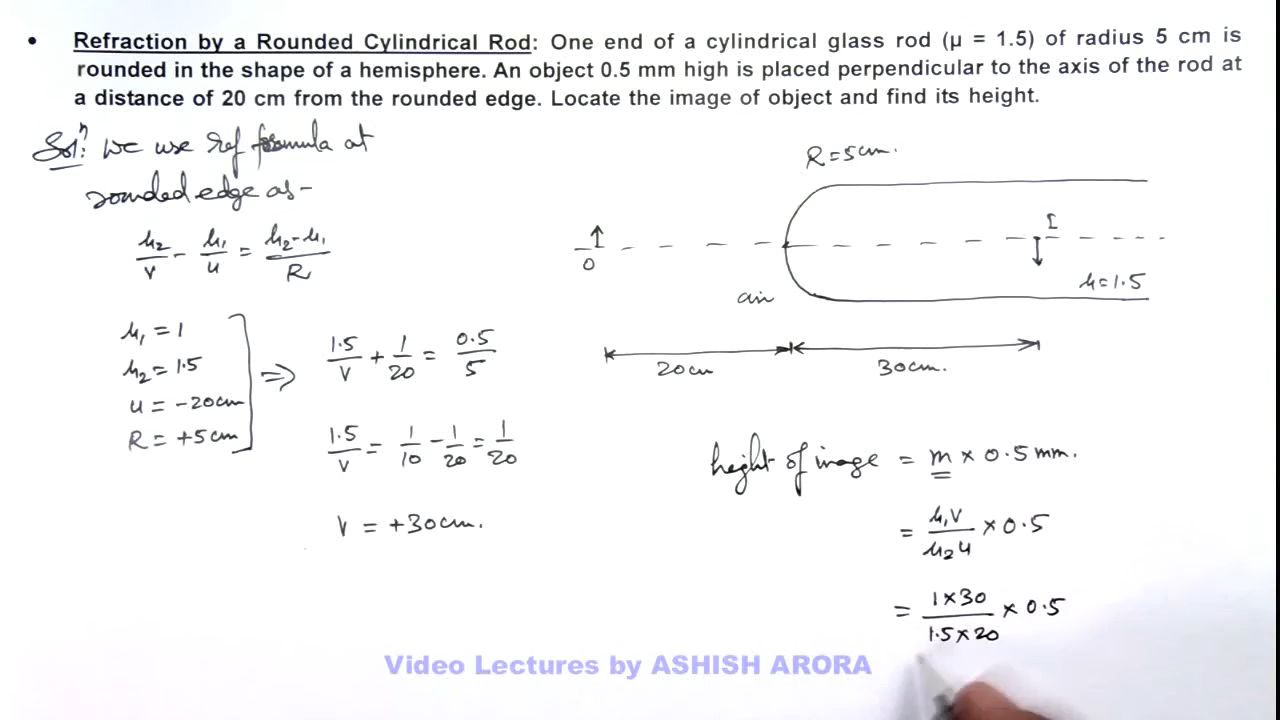 • Refraction by a Rounded Cylindrical Rod: One end of a cylindrical glass rod (μ = 1.5) of radius 5 cm is
rounded in the shape of a hemisphere. An object 0.5 mm high is placed perpendicular to the axis of the rod at
a distance of 20 cm from the rounded edge. Locate the image of object and find its height.
Solⁿ: We use ref formula at
rounded edge as-
μ₂/v - μ₁/u = μ₂-μ₁/R
μ₁ = 1
μ₂ = 1.5
u = -20cm
R = +5cm
⇒ 1.5/v + 1/20 = 0.5/5
1.5/v = 1/10 - 1/20 = 1/20
v = +30cm.
R=5cm.
O
I
air
μ=1.5
20cm
30cm.
height of image = m × 0.5mm.
= μ₁v/μ₂u × 0.5
= 1×30/1.5×20 × 0.5
Video Lectures by ASHISH ARORA